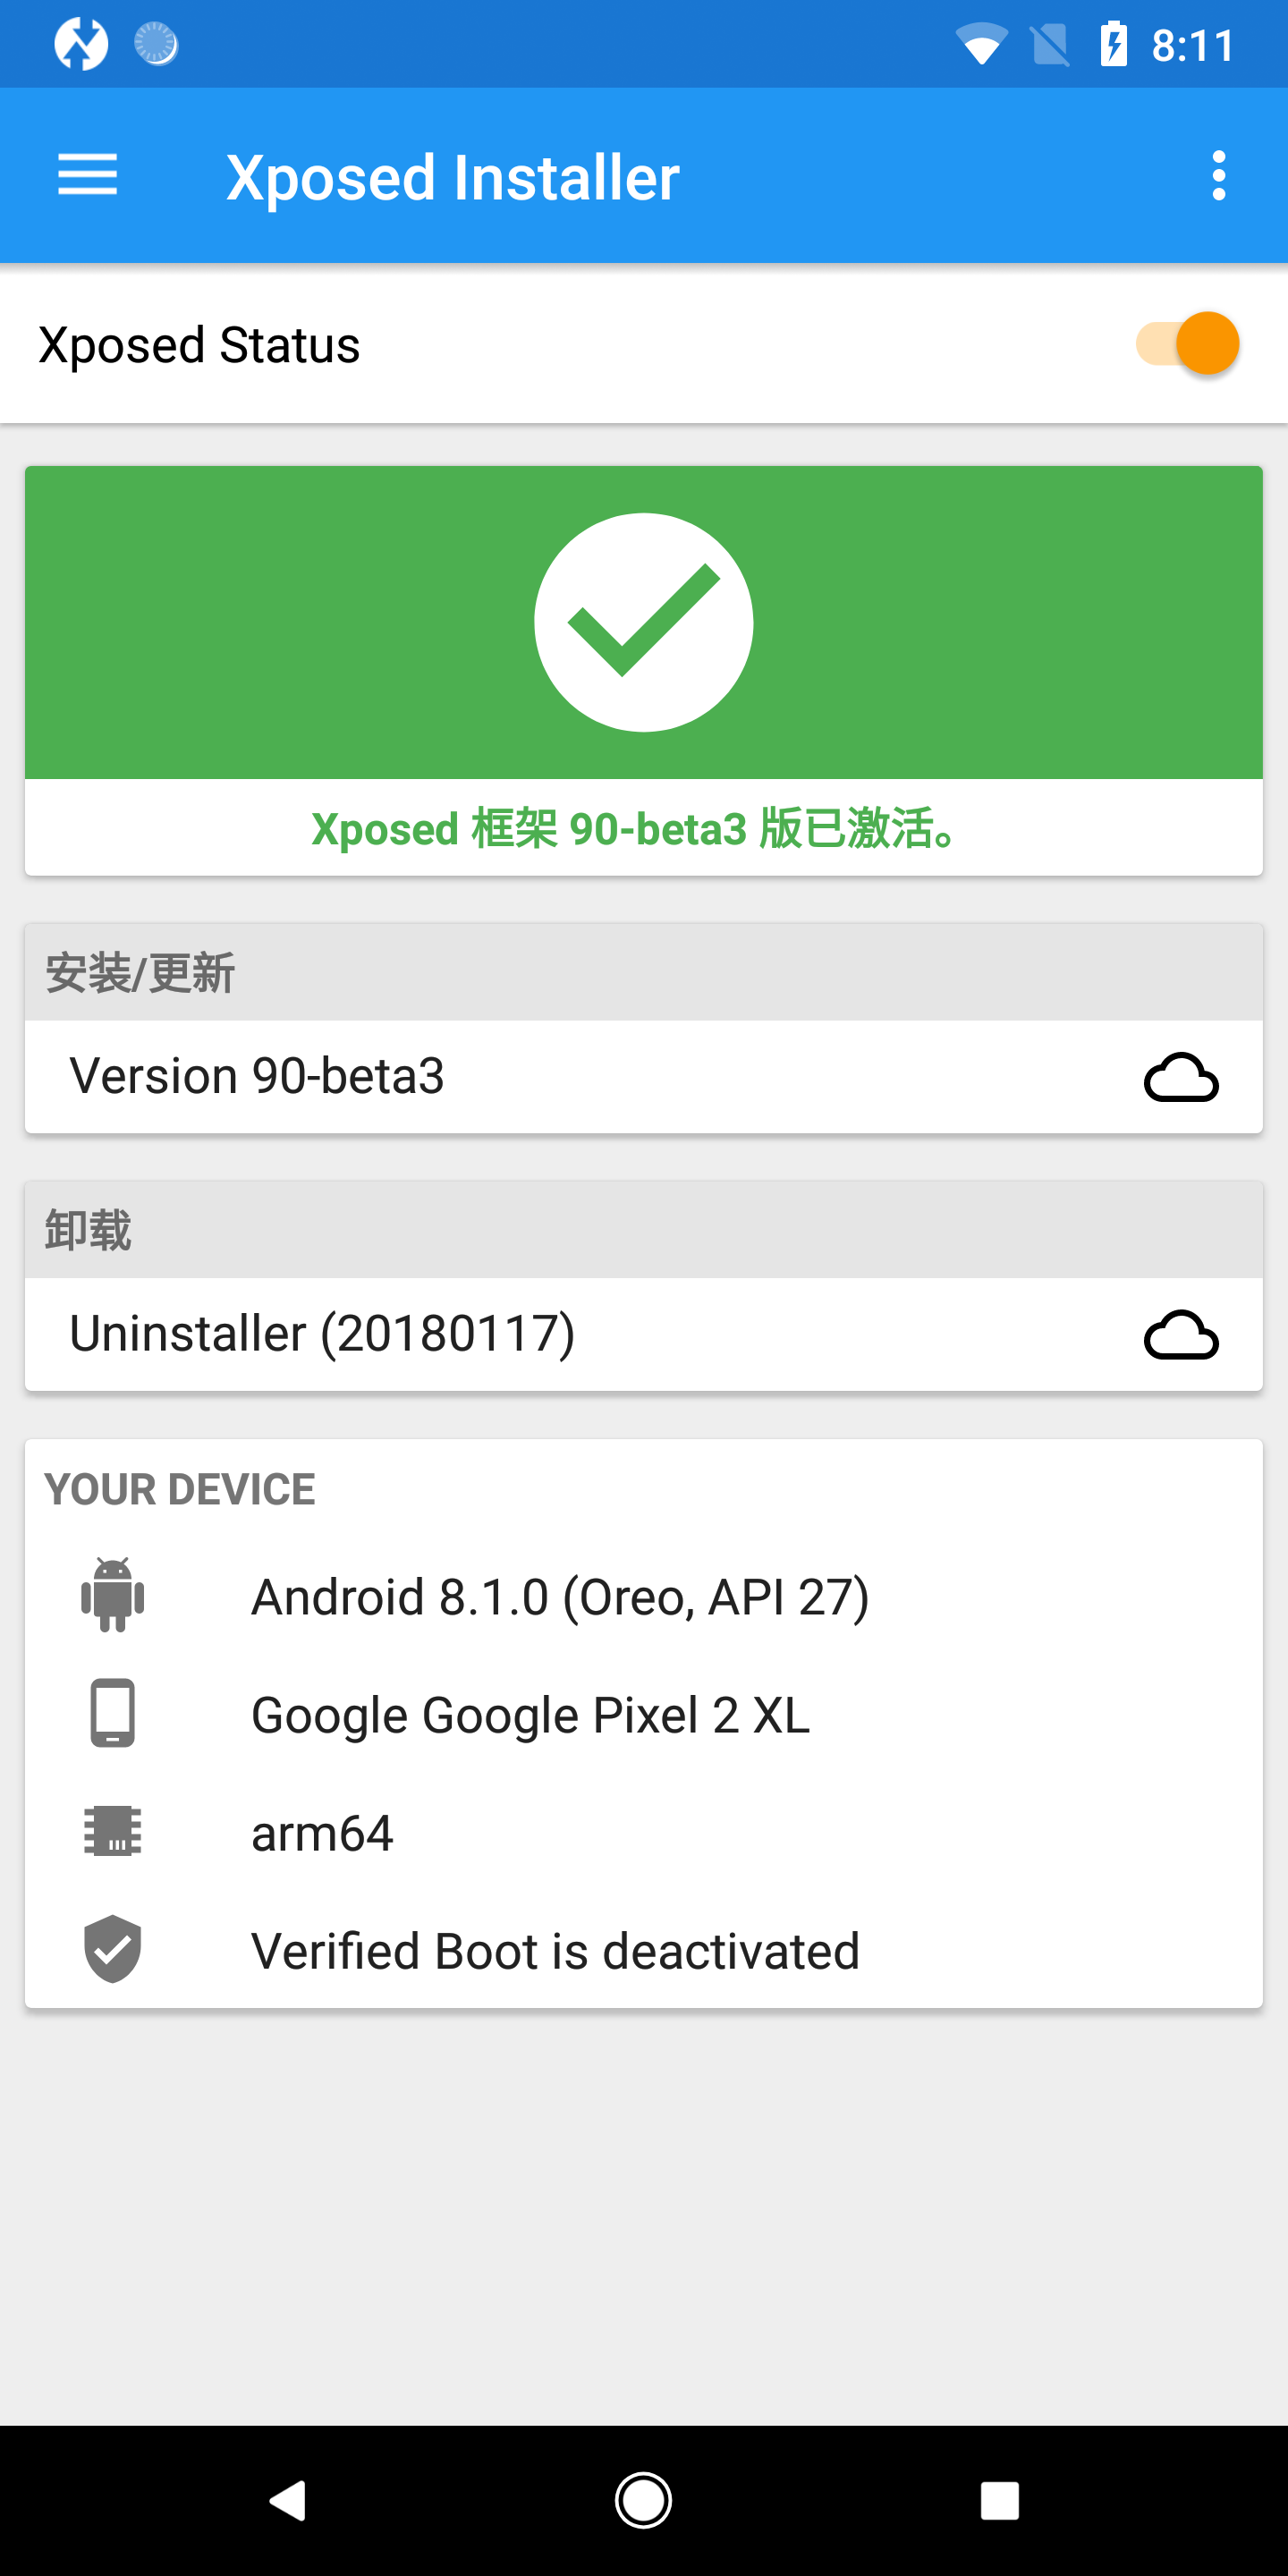 8:11
Xposed Installer
Xposed Status
Xposed 框架 90-beta3 版已激活。
安装/更新
Version 90-beta3
卸载
Uninstaller (20180117)
YOUR DEVICE
Android 8.1.0 (Oreo, API 27)
Google Google Pixel 2 XL
arm64
Verified Boot is deactivated